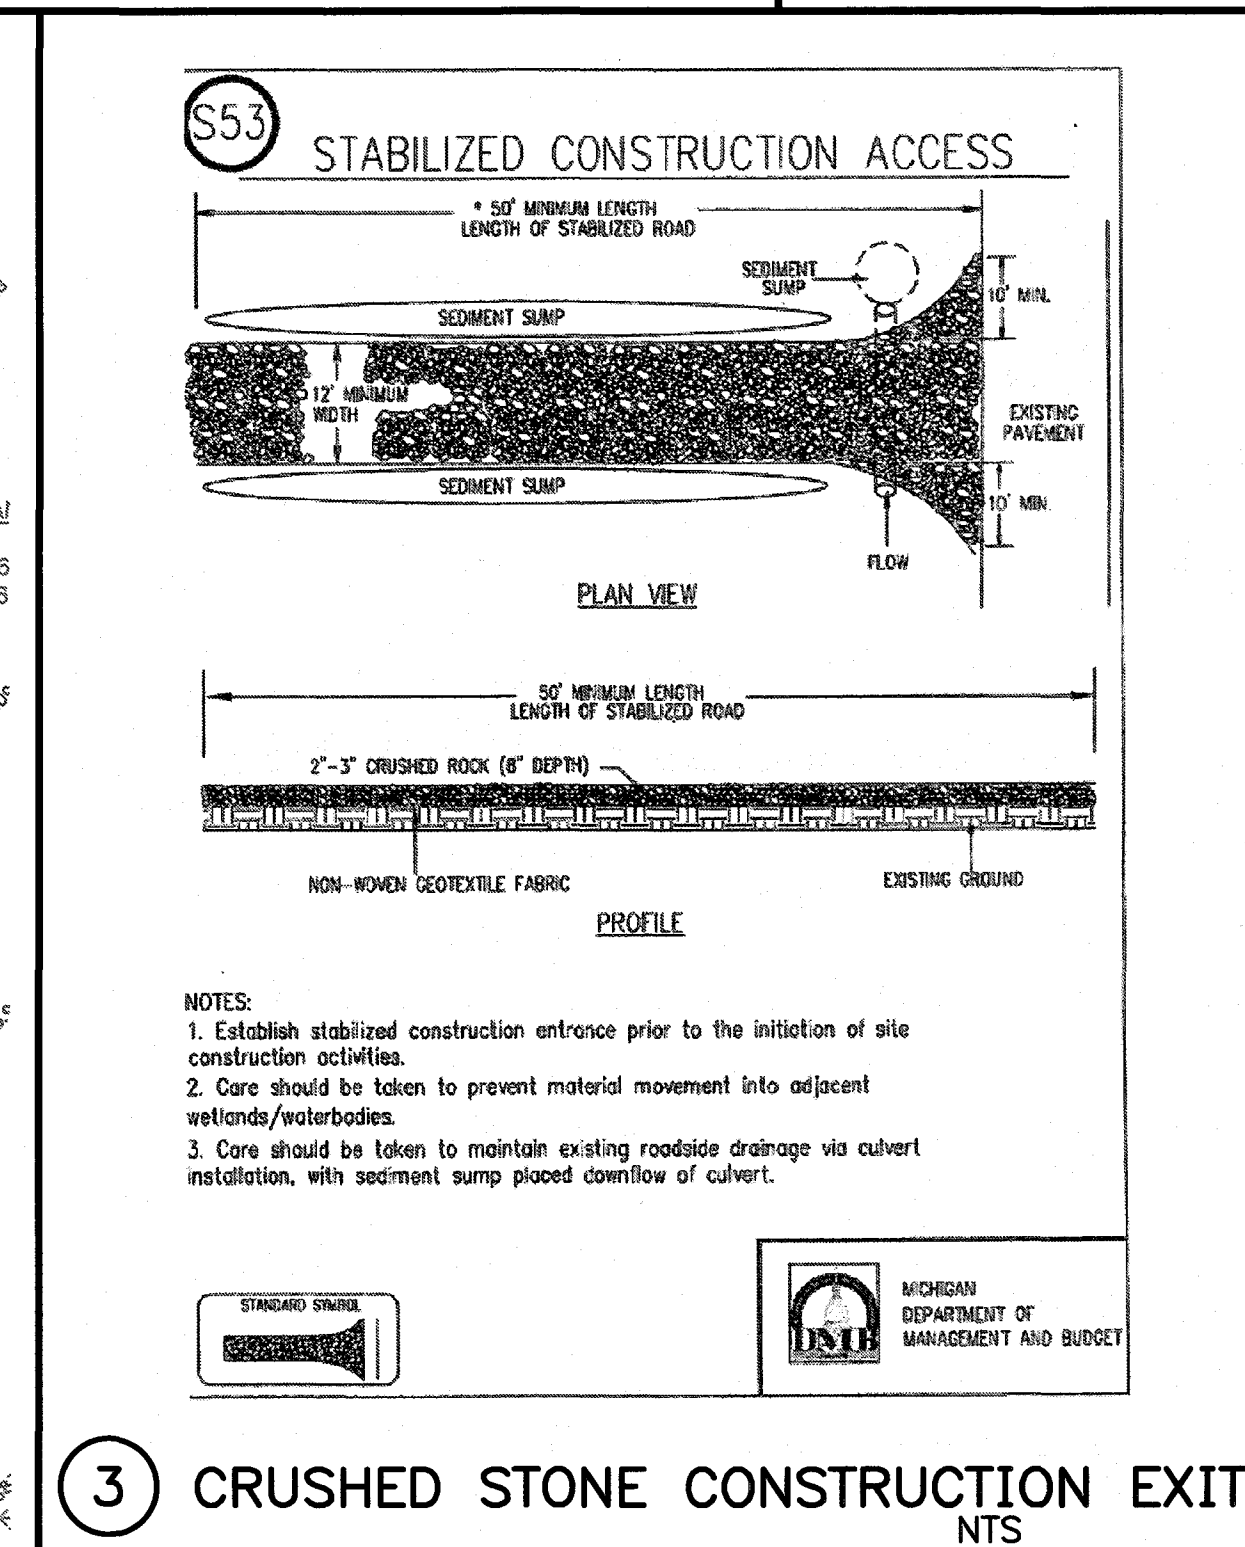 S53
STABILIZED CONSTRUCTION ACCESS
* 50' MINIMUM LENGTH
LENGTH OF STABILIZED ROAD
SEDIMENT
SUMP
10' MIN.
SEDIMENT SUMP
12' MINIMUM
WIDTH
EXISTING
PAVEMENT
SEDIMENT SUMP
10' MIN.
FLOW
PLAN VIEW
50' MINIMUM LENGTH
LENGTH OF STABILIZED ROAD
2"-3" CRUSHED ROCK (8" DEPTH)
NON-WOVEN GEOTEXTILE FABRIC
EXISTING GROUND
PROFILE
NOTES:
1. Establish stabilized construction entrance prior to the initiation of site
construction activities.
2. Care should be taken to prevent material movement into adjacent
wetlands/waterbodies.
3. Care should be taken to maintain existing roadside drainage via culvert
installation, with sediment sump placed downflow of culvert.
STANDARD SYMBOL
DMB
MICHIGAN
DEPARTMENT OF
MANAGEMENT AND BUDGET
3 CRUSHED STONE CONSTRUCTION EXIT
NTS